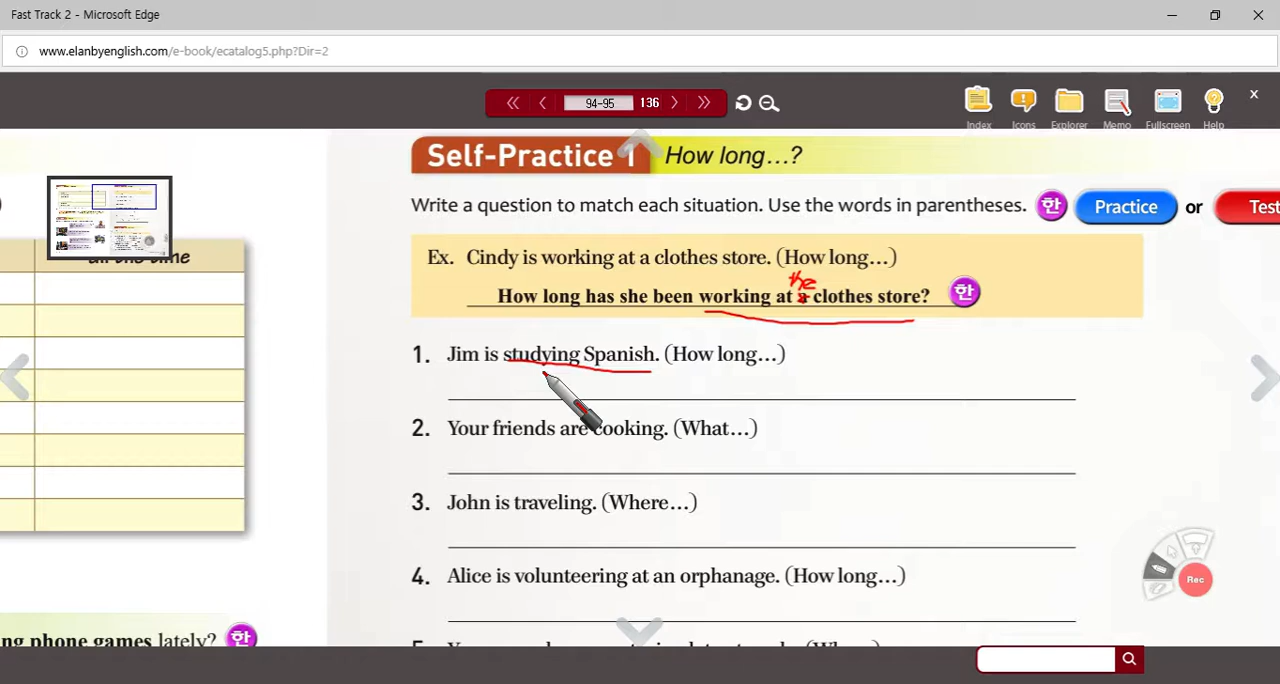 Fast Track 2 - Microsoft Edge
www.elanbyenglish.com/e-book/ecatalog5.php?Dir=2
94-95 136
Index Icons Explorer Memo Fullscreen Help
x
Self-Practice 1 How long...?
Write a question to match each situation. Use the words in parentheses. 한 Practice or Test
all the time
Ex. Cindy is working at a clothes store. (How long...)
the
How long has she been working at a clothes store? 한
1. Jim is studying Spanish. (How long...)
2. Your friends are cooking. (What...)
3. John is traveling. (Where...)
Rec
4. Alice is volunteering at an orphanage. (How long...)
ng phone games lately? 한
5.